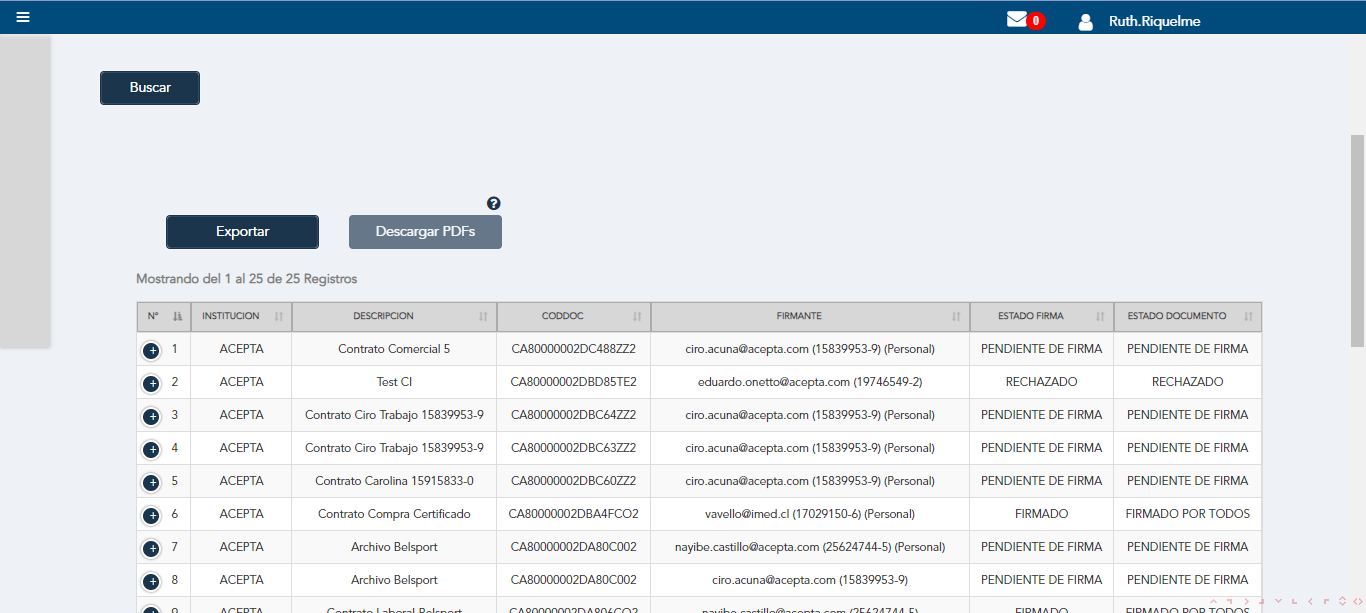 0 Ruth.Riquelme
Buscar
?
Exportar Descargar PDFs
Mostrando del 1 al 25 de 25 Registros
Nº INSTITUCION DESCRIPCION CODDOC FIRMANTE ESTADO FIRMA ESTADO DOCUMENTO
1 ACEPTA Contrato Comercial 5 CA80000002DC488ZZ2 ciro.acuna@acepta.com (15839953-9) (Personal) PENDIENTE DE FIRMA PENDIENTE DE FIRMA
2 ACEPTA Test CI CA80000002DBD85TE2 eduardo.onetto@acepta.com (19746549-2) RECHAZADO RECHAZADO
3 ACEPTA Contrato Ciro Trabajo 15839953-9 CA80000002DBC64ZZ2 ciro.acuna@acepta.com (15839953-9) (Personal) PENDIENTE DE FIRMA PENDIENTE DE FIRMA
4 ACEPTA Contrato Ciro Trabajo 15839953-9 CA80000002DBC63ZZ2 ciro.acuna@acepta.com (15839953-9) (Personal) PENDIENTE DE FIRMA PENDIENTE DE FIRMA
5 ACEPTA Contrato Carolina 15915833-0 CA80000002DBC60ZZ2 ciro.acuna@acepta.com (15839953-9) (Personal) PENDIENTE DE FIRMA PENDIENTE DE FIRMA
6 ACEPTA Contrato Compra Certificado CA80000002DBA4FCO2 vavello@imed.cl (17029150-6) (Personal) FIRMADO FIRMADO POR TODOS
7 ACEPTA Archivo Belsport CA80000002DA80C002 nayibe.castillo@acepta.com (25624744-5) (Personal) PENDIENTE DE FIRMA PENDIENTE DE FIRMA
8 ACEPTA Archivo Belsport CA80000002DA80C002 ciro.acuna@acepta.com (15839953-9) PENDIENTE DE FIRMA PENDIENTE DE FIRMA
9 ACEPTA Contrato Laboral Belsport CA80000002DA806CO2 nayibe.castillo@acepta.com (25624744-5) FIRMADO FIRMADO POR TODOS